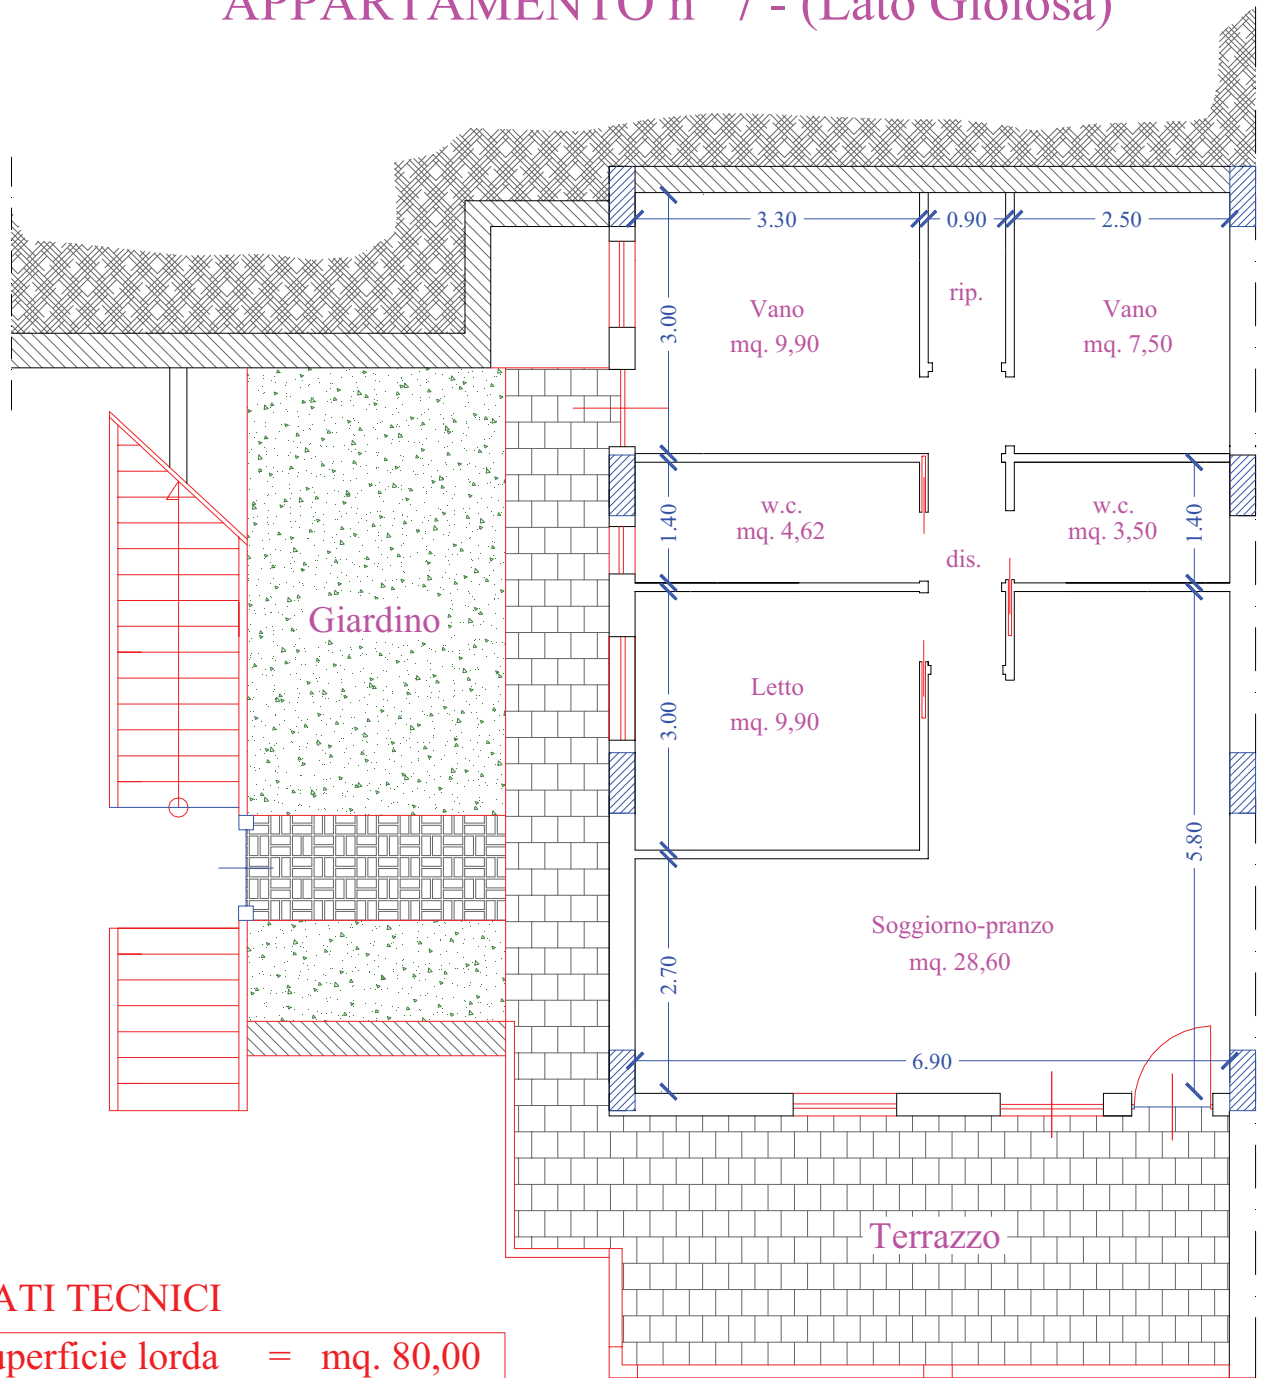 APPARTAMENTO n° 7 - (Lato Gioiosa)
3.30
0.90
2.50
rip.
Vano
mq. 9,90
3.00
Vano
mq. 7,50
w.c.
mq. 4,62
1.40
w.c.
mq. 3,50
1.40
dis.
Giardino
Letto
mq. 9,90
3.00
5.80
Soggiorno-pranzo
mq. 28,60
2.70
6.90
Terrazzo
ATI TECNICI
uperficie lorda = mq. 80,00